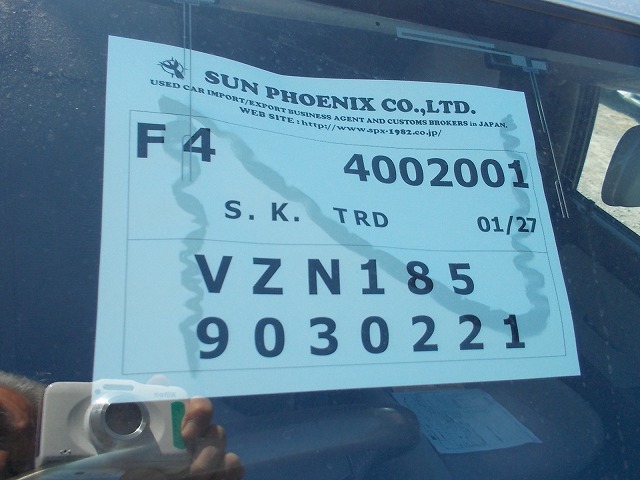 SUN PHOENIX CO.,LTD.
USED CAR IMPORT/EXPORT BUSINESS AGENT AND CUSTOMS BROKERS in JAPAN.
WEB SITE : http://www.spx-1982.co.jp/
F4 4002001
S. K. TRD 01/27
VZN185
9030221